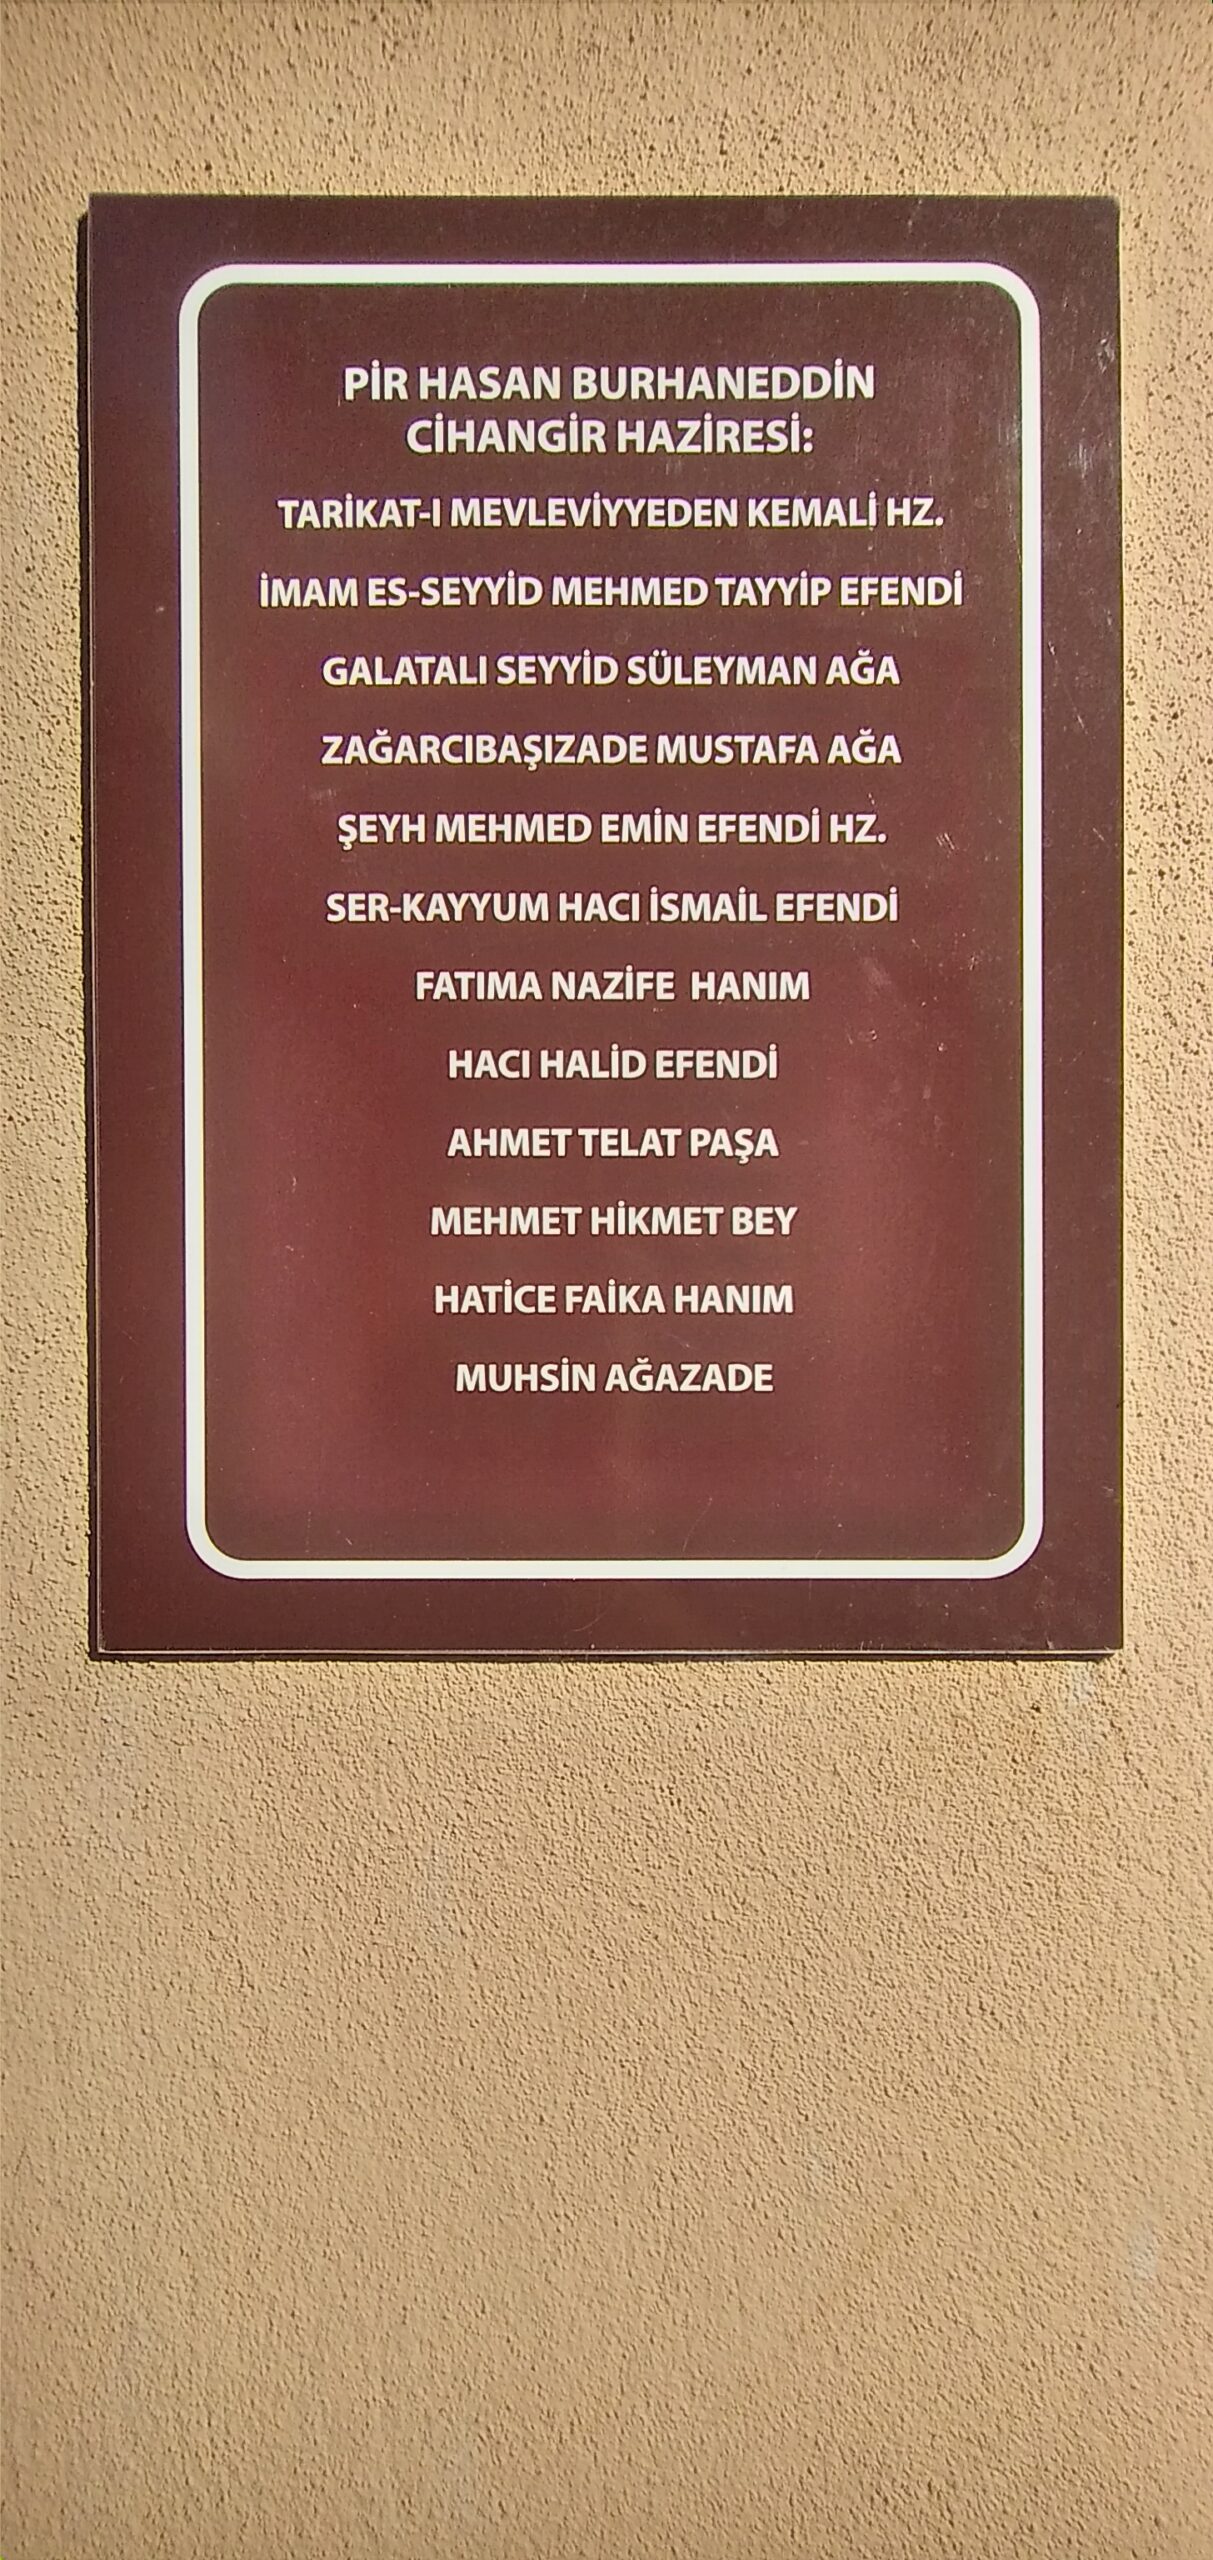 PİR HASAN BURHANEDDİN
CİHANGİR HAZİRESİ:
TARİKAT-I MEVLEVİYYEDEN KEMALİ HZ.
İMAM ES-SEYYİD MEHMED TAYYİP EFENDİ
GALATALI SEYYİD SÜLEYMAN AĞA
ZAĞARCIBAŞIZADE MUSTAFA AĞA
ŞEYH MEHMED EMİN EFENDİ HZ.
SER-KAYYUM HACI İSMAİL EFENDİ
FATIMA NAZİFE HANIM
HACI HALİD EFENDİ
AHMET TELAT PAŞA
MEHMET HİKMET BEY
HATİCE FAİKA HANIM
MUHSİN AĞAZADE